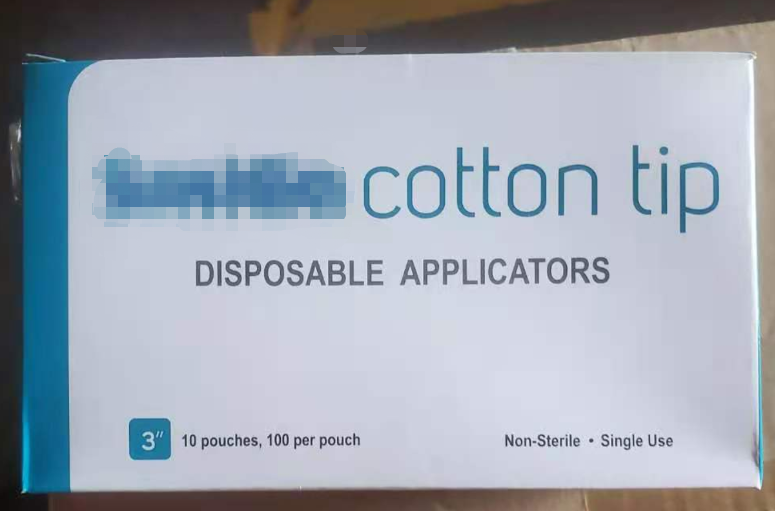 cotton tip
DISPOSABLE APPLICATORS
3" 10 pouches, 100 per pouch Non-Sterile • Single Use